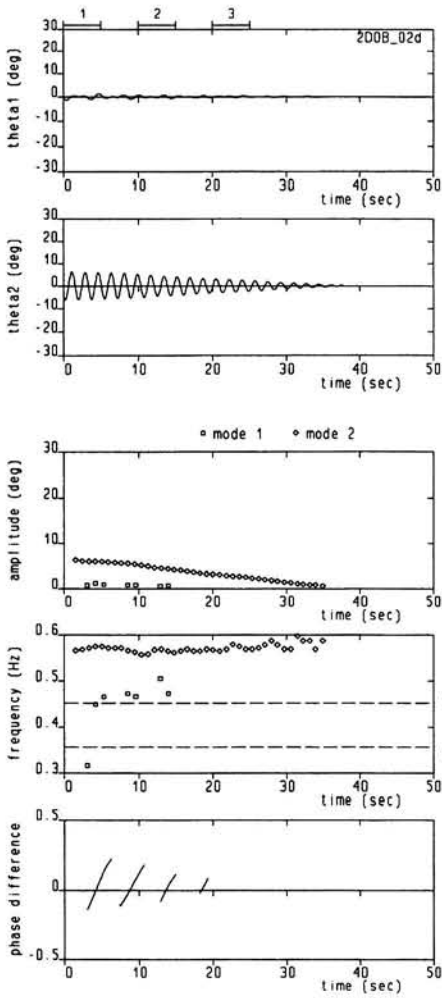 1 2 3
2DOB_02d
30
20
10
0
-10
-20
-30
theta1 (deg)
0 10 20 30 40 50
time (sec)
30
20
10
0
-10
-20
-30
theta2 (deg)
0 10 20 30 40 50
time (sec)
mode 1 mode 2
30
20
10
0
amplitude (deg)
0 10 20 30 40 50
time (sec)
0.6
0.5
0.4
0.3
frequency (Hz)
0 10 20 30 40 50
time (sec)
0.5
0
-0.5
phase difference
0 10 20 30 40 50
time (sec)